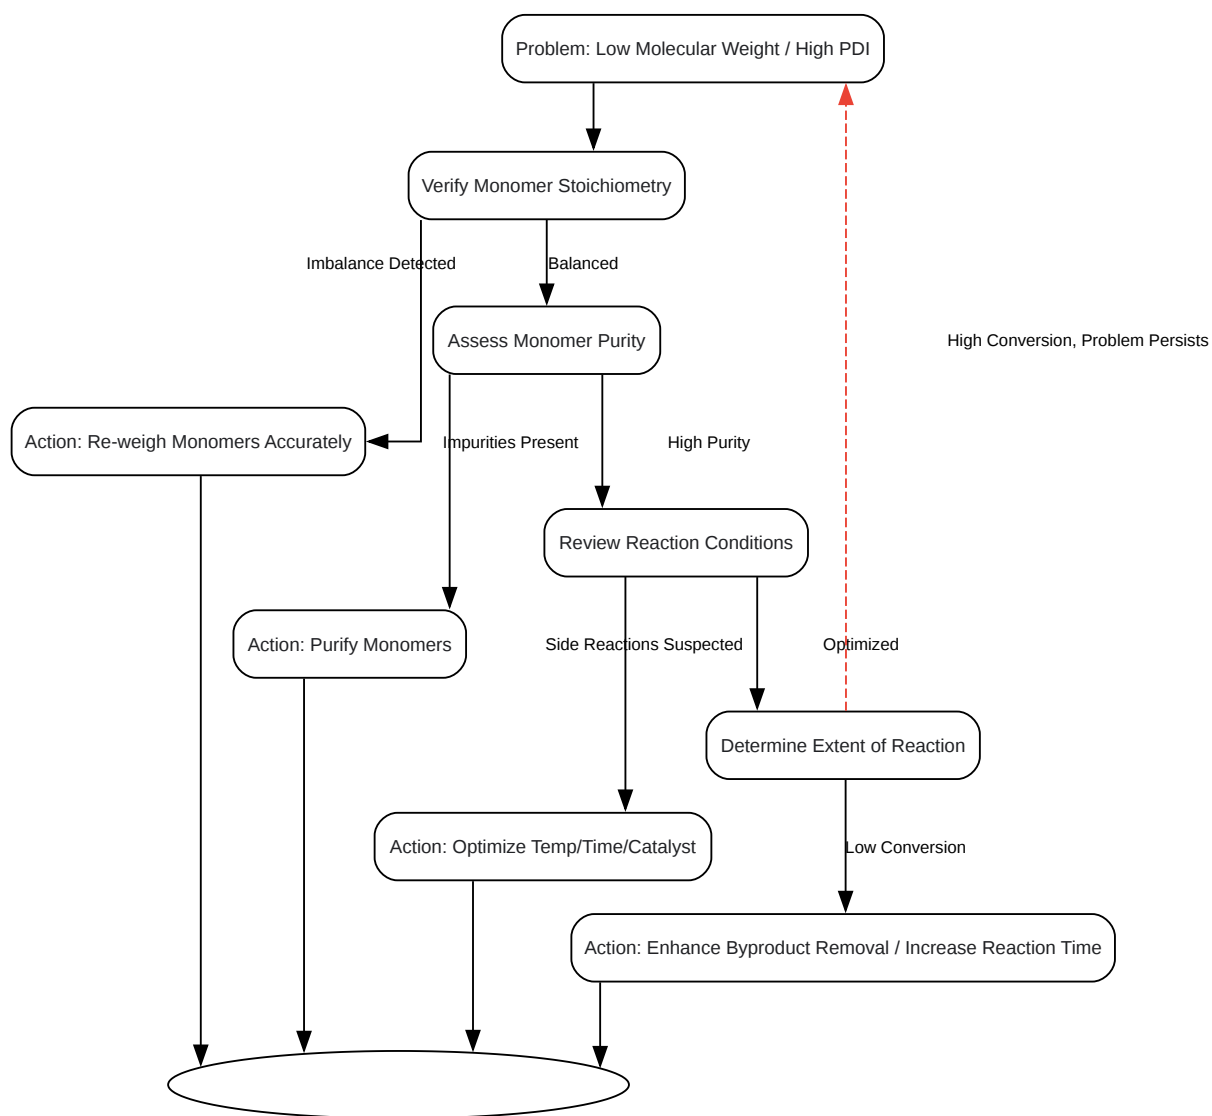 Problem: Low Molecular Weight / High PDI
Verify Monomer Stoichiometry
Imbalance Detected
Balanced
Assess Monomer Purity
High Conversion, Problem Persists
Action: Re-weigh Monomers Accurately
Impurities Present
High Purity
Review Reaction Conditions
Action: Purify Monomers
Side Reactions Suspected
Optimized
Determine Extent of Reaction
Action: Optimize Temp/Time/Catalyst
Low Conversion
Action: Enhance Byproduct Removal / Increase Reaction Time